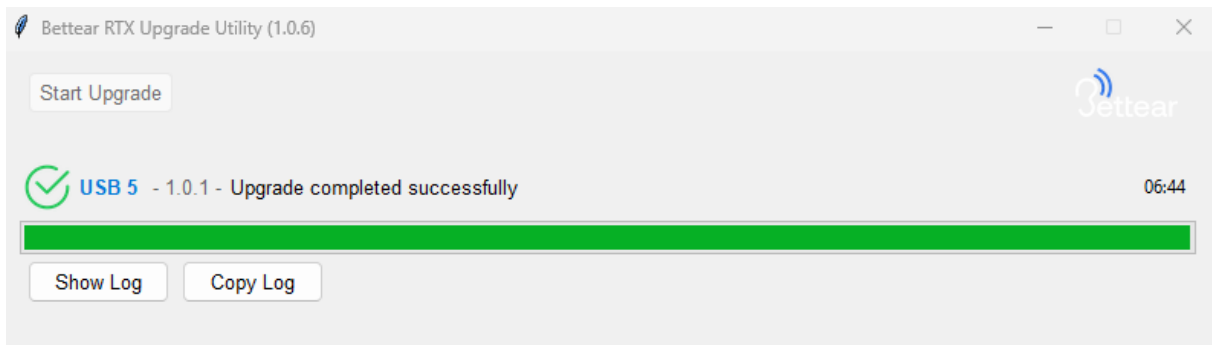 Bettear RTX Upgrade Utility (1.0.6)
Start Upgrade
Bettear
USB 5 - 1.0.1 - Upgrade completed successfully 06:44
Show Log Copy Log